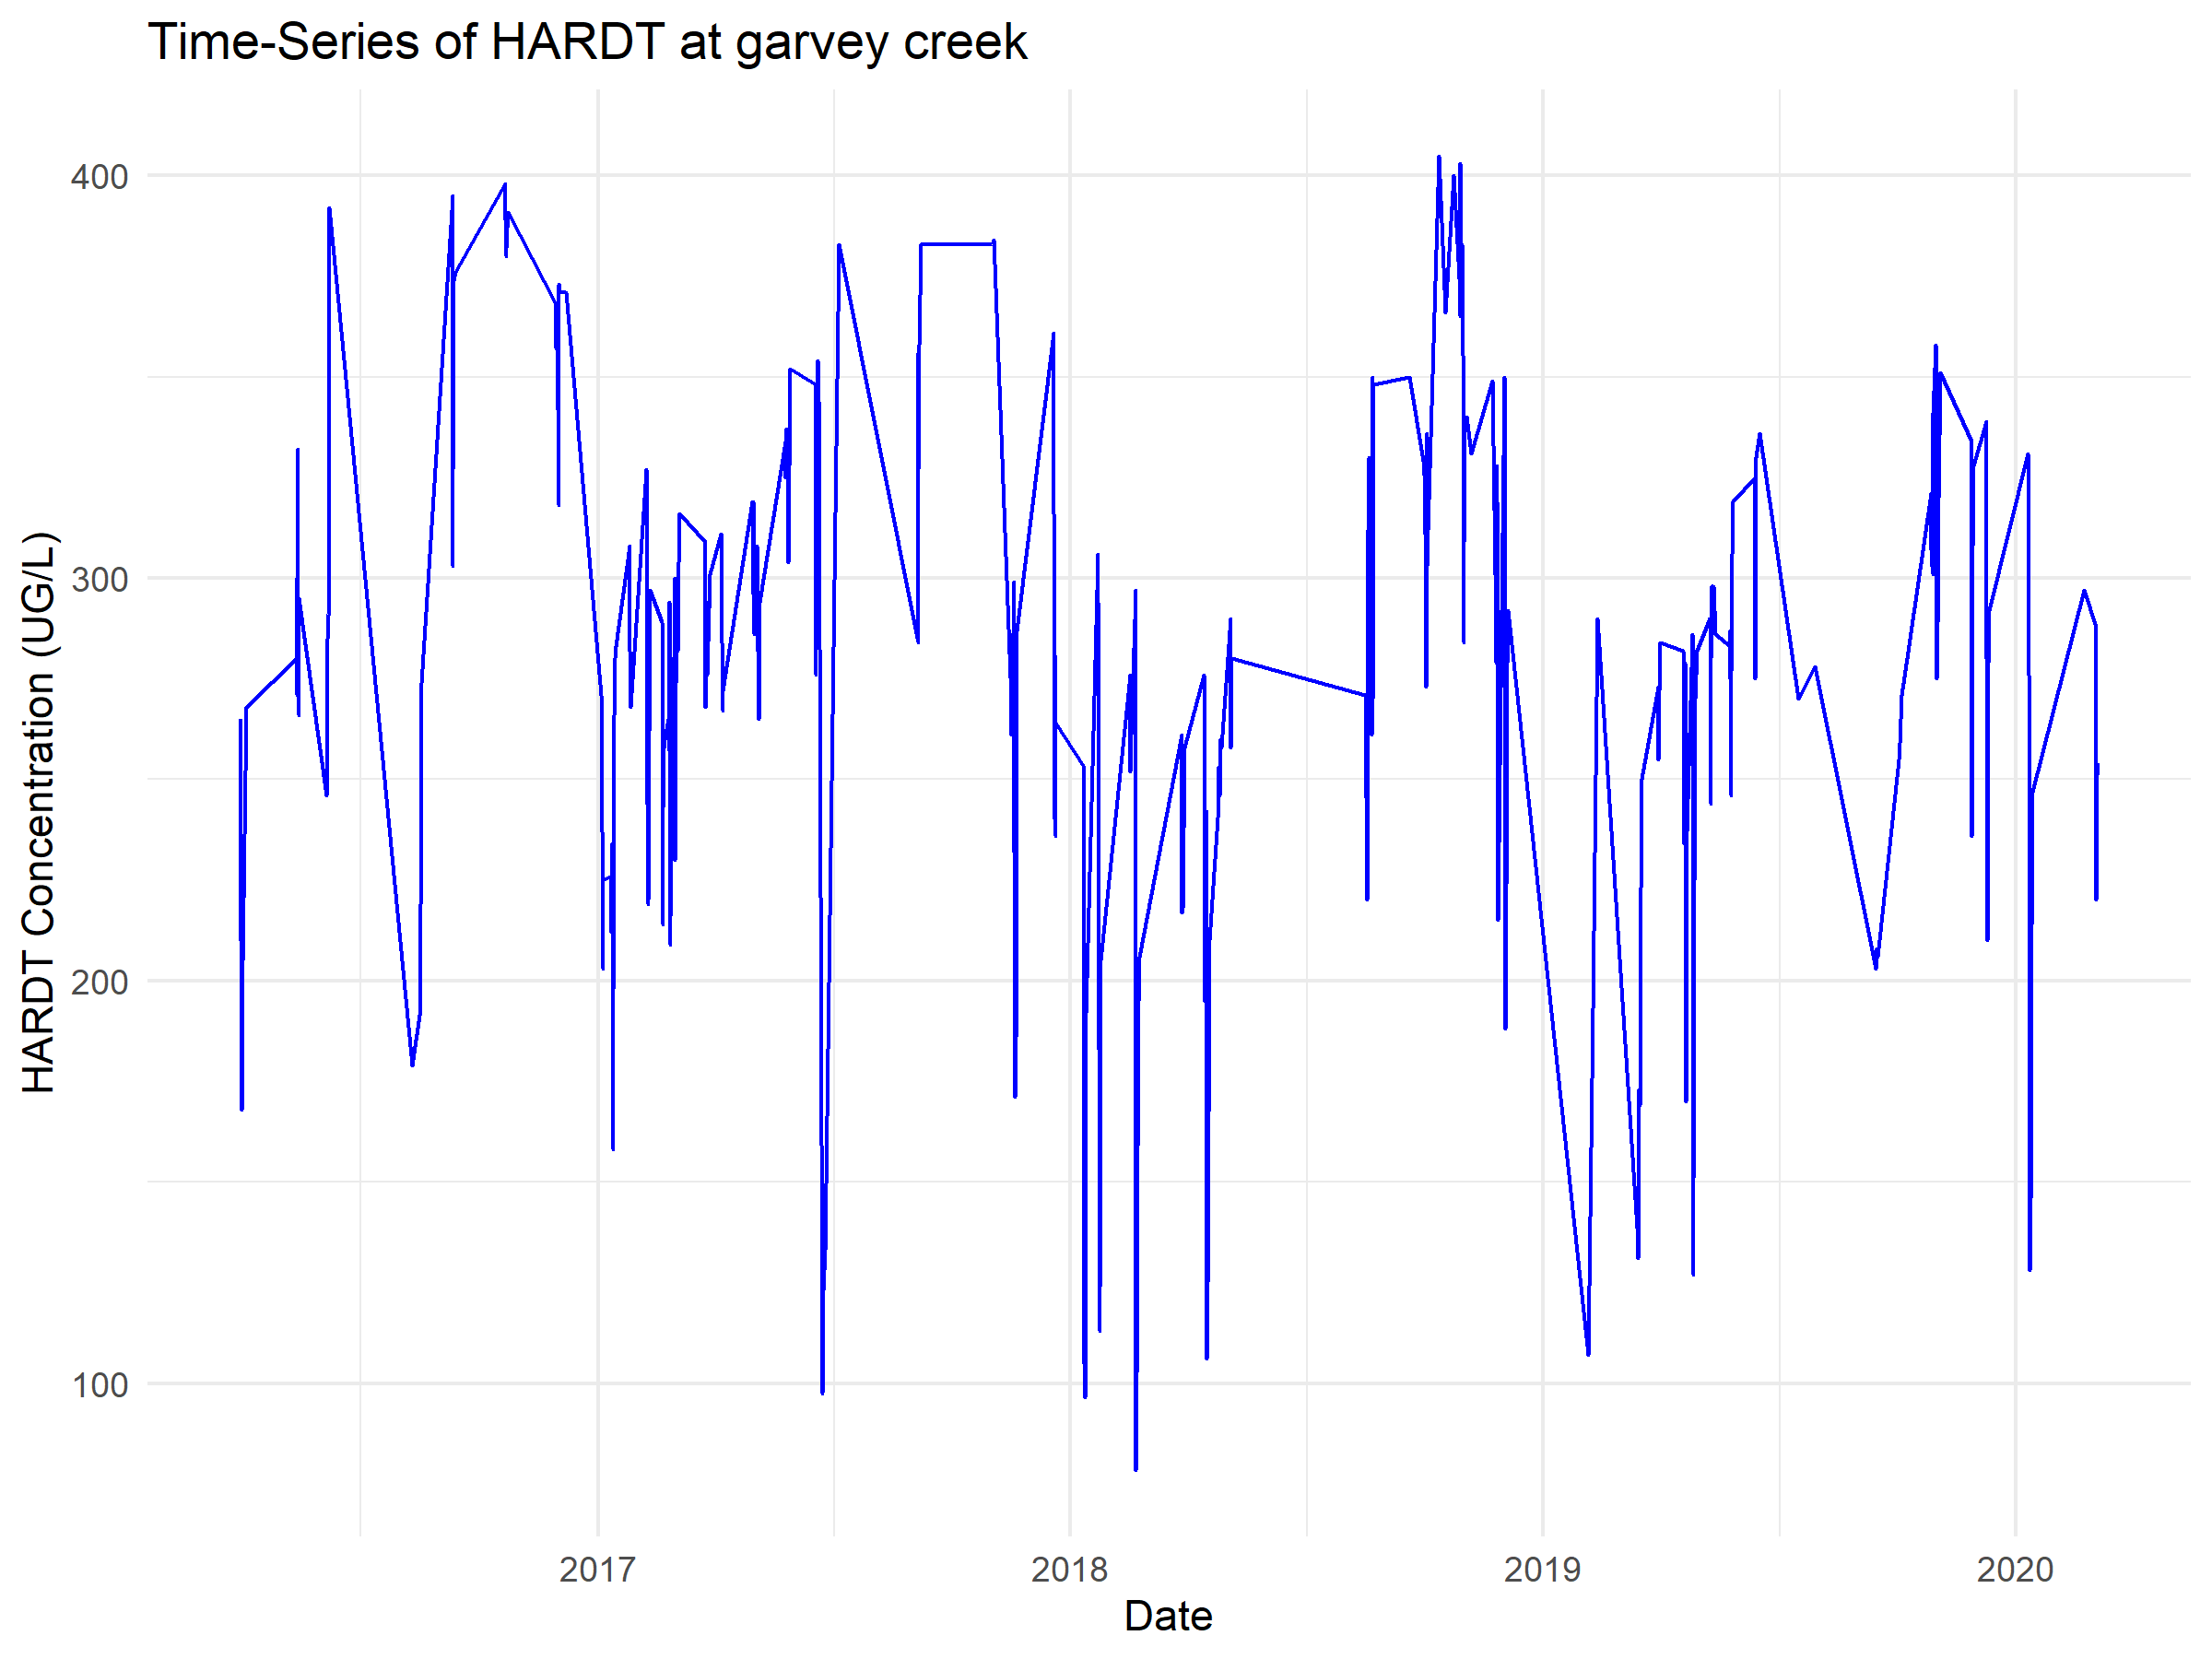 Time-Series of HARDT at garvey creek
HARDT Concentration (UG/L)
400
300
200
100
2017
2018
2019
2020
Date